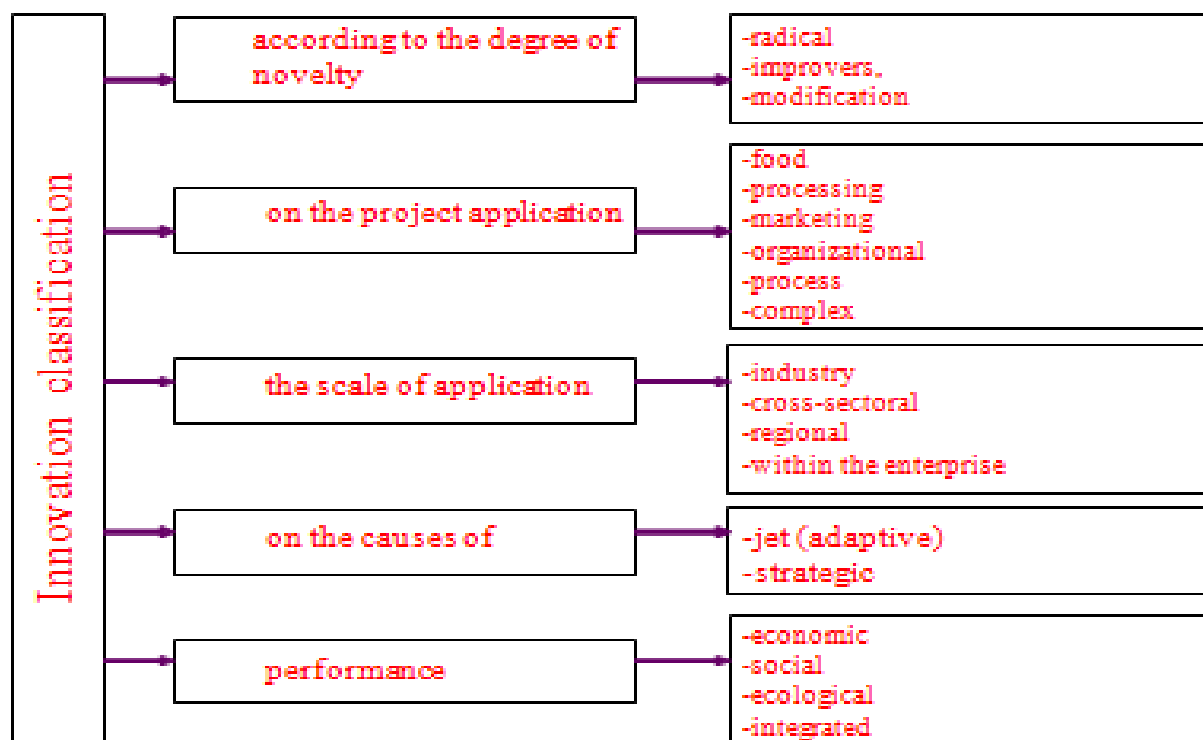 Innovation classification
according to the degree of
novelty
-radical
-improvers,
-modification
on the project application
-food
-processing
-marketing
-organizational
-process
-complex
the scale of application
-industry
-cross-sectoral
-regional
-within the enterprise
on the causes of
-jet (adaptive)
-strategic
performance
-economic
-social
-ecological
-integrated